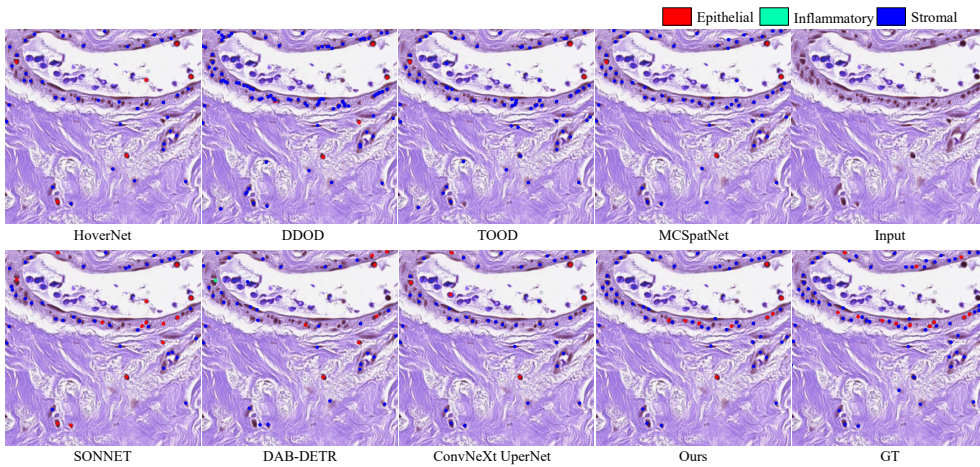 Epithelial Inflammatory Stromal
HoverNet DDOD TOOD MCSpatNet Input
SONNET DAB-DETR ConvNeXt UperNet Ours GT